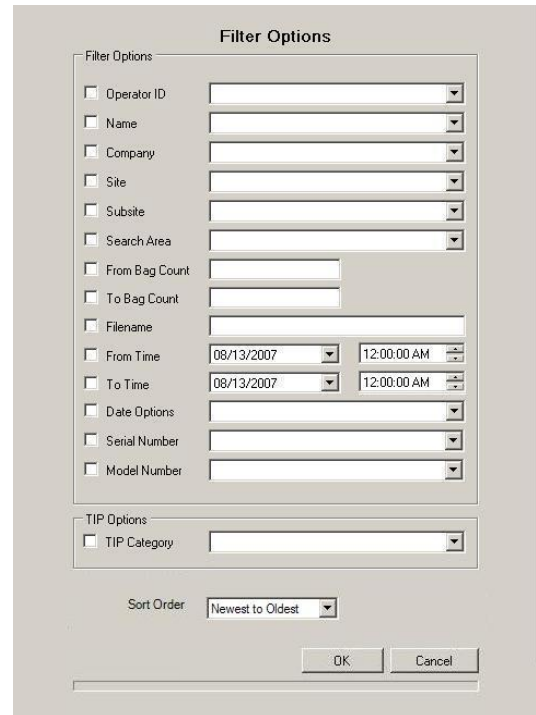 Filter Options
Filter Options
Operator ID
Name
Company
Site
Subsite
Search Area
From Bag Count
To Bag Count
Filename
From Time 08/13/2007 12:00:00 AM
To Time 08/13/2007 12:00:00 AM
Date Options
Serial Number
Model Number
TIP Options
TIP Category
Sort Order Newest to Oldest
OK Cancel